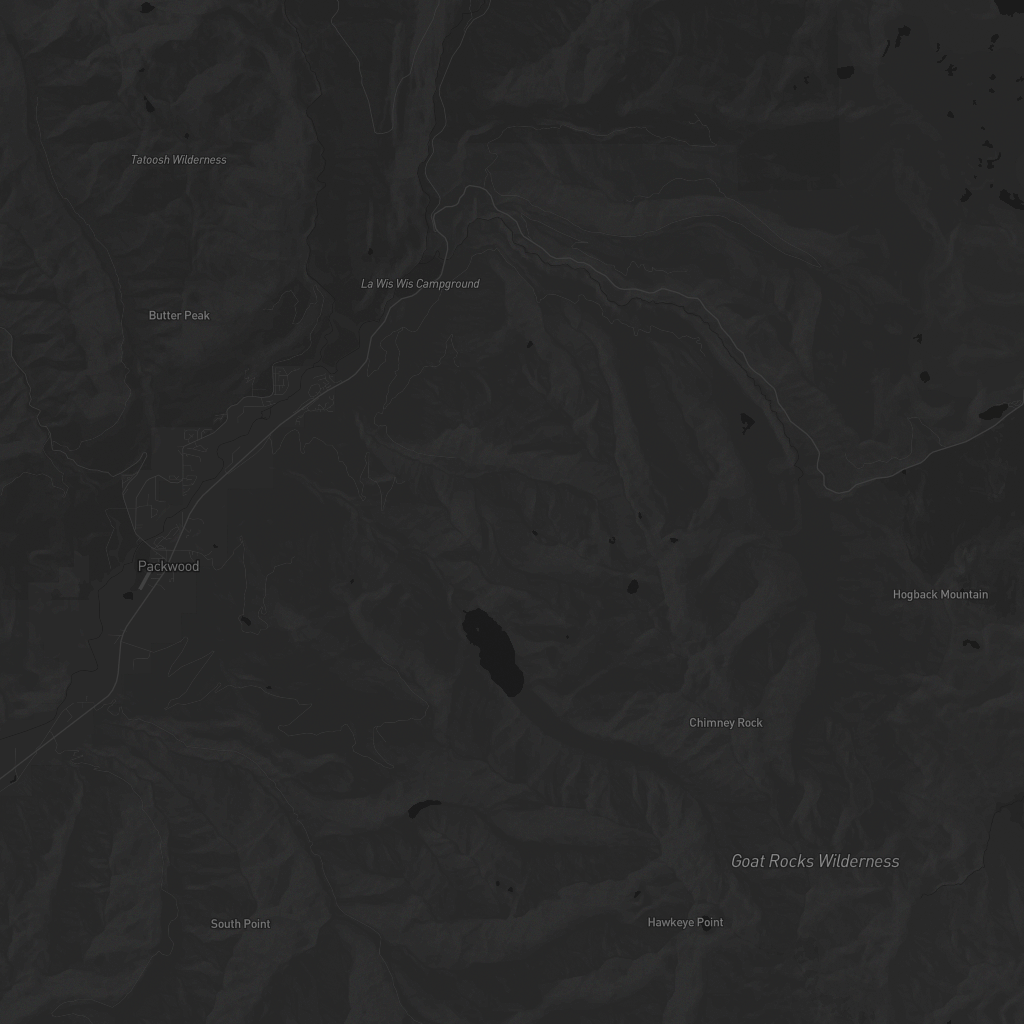 Tatoosh Wilderness
La Wis Wis Campground
Butter Peak
Packwood
Hogback Mountain
Chimney Rock
Goat Rocks Wilderness
Hawkeye Point
South Point